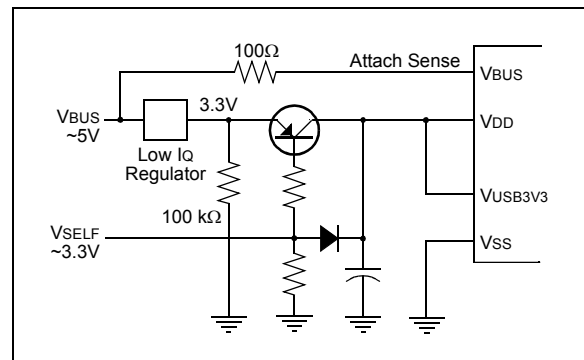 100Ω
Attach Sense
VBUS
VBUS
~5V
3.3V
VDD
Low IQ
Regulator
VUSB3V3
100 kΩ
VSELF
~3.3V
VSS